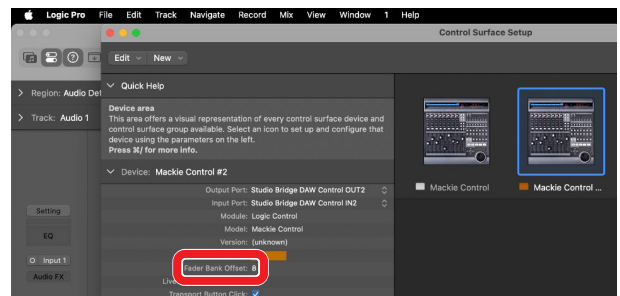 Logic Pro File Edit Track Navigate Record Mix View Window 1 Help
Control Surface Setup
Edit New
Region: Audio Def
Track: Audio 1
Quick Help
Device area
This area offers a visual representation of every control surface device and
control surface group available. Select an icon to set up and configure that
device using the parameters on the left.
Press ⌘/ for more info.
Device: Mackie Control #2
Output Port: Studio Bridge DAW Control OUT2
Input Port: Studio Bridge DAW Control IN2
Module: Logic Control
Model: Mackie Control
Version: (unknown)
Fader Bank Offset: 8
Live
Transport Button Click:
Setting
EQ
Input 1
Audio FX
Mackie Control
Mackie Control ...